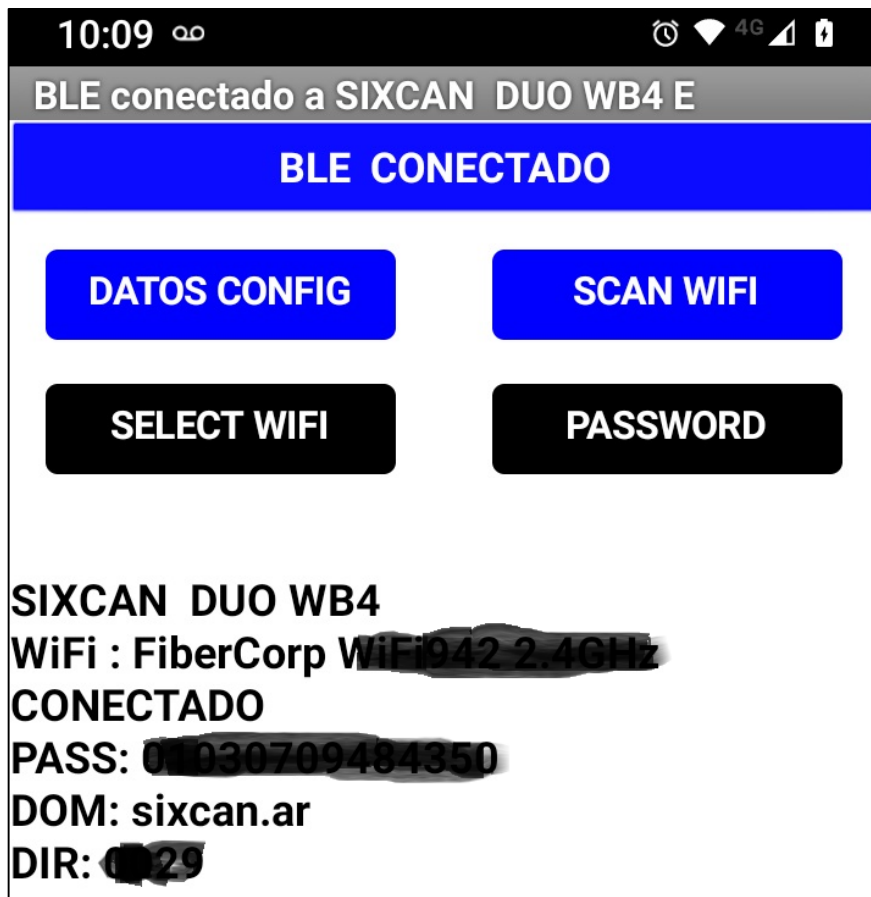 10:09
4G
BLE conectado a SIXCAN DUO WB4 E
BLE CONECTADO
DATOS CONFIG
SCAN WIFI
SELECT WIFI
PASSWORD
SIXCAN DUO WB4
WiFi : FiberCorp
CONECTADO
PASS:
DOM: sixcan.ar
DIR: